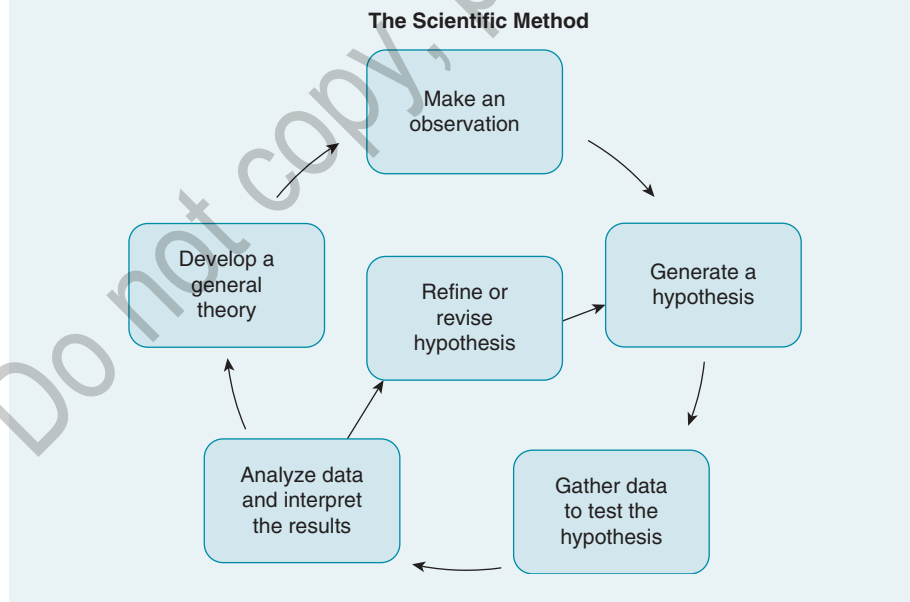 The Scientific Method
Make an
observation
Generate a
hypothesis
Gather data
to test the
hypothesis
Analyze data
and interpret
the results
Refine or
revise
hypothesis
Develop a
general
theory
Do not copy, p